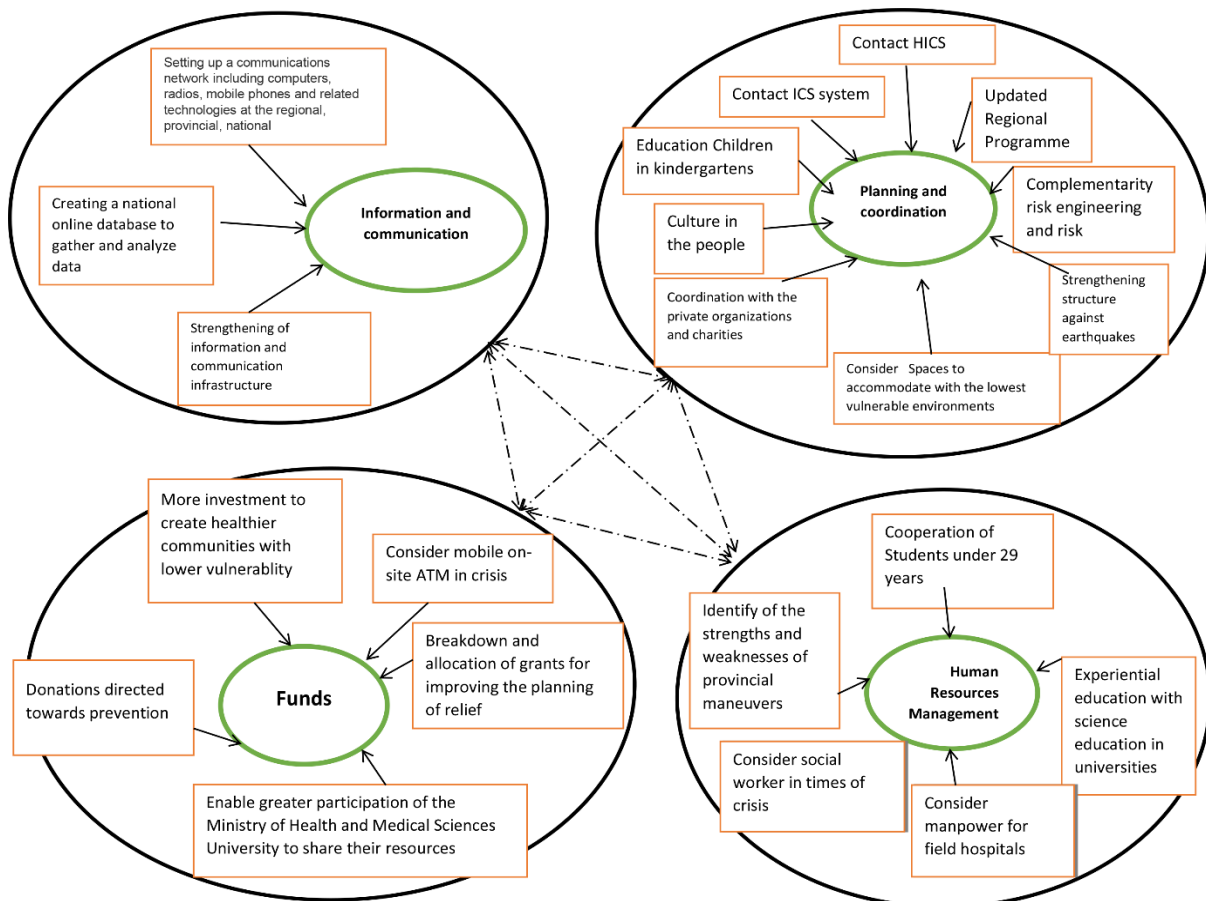 Setting up a communications
network including computers,
radios, mobile phones and related
technologies at the regional,
provincial, national
Creating a national
online database to
gather and analyze
data
Information and
communication
Strengthening of
information and
communication
infrastructure
Contact HICS
Contact ICS system
Updated
Regional
Programme
Education Children
in kindergartens
Planning and
coordination
Complementarity
risk engineering
and risk
Culture in
the people
Coordination with the
private organizations
and charities
Strengthening
structure
against
earthquakes
Consider Spaces to
accommodate with the lowest
vulnerable environments
More investment to
create healthier
communities with
lower vulnerablity
Consider mobile on-
site ATM in crisis
Breakdown and
allocation of grants for
improving the planning
of relief
Donations directed
towards prevention
Funds
Enable greater participation of the
Ministry of Health and Medical Sciences
University to share their resources
Cooperation of
Students under 29
years
Identify of the
strengths and
weaknesses of
provincial
maneuvers
Human
Resources
Management
Experiential
education with
science
education in
universities
Consider social
worker in times of
crisis
Consider
manpower for
field hospitals